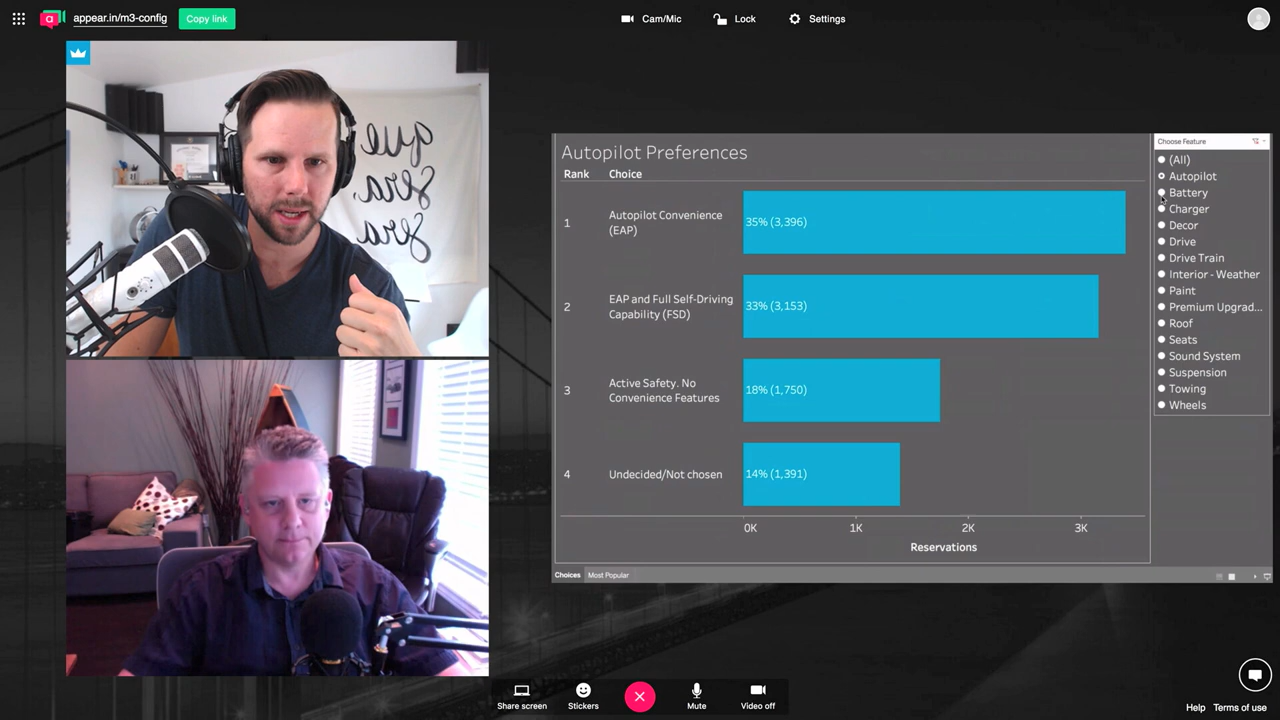 appear.in/m3-config
Copy link
Cam/Mic
Lock
Settings
que
sera,
sera
Autopilot Preferences
Rank Choice
1 Autopilot Convenience (EAP) 35% (3,396)
2 EAP and Full Self-Driving Capability (FSD) 33% (3,153)
3 Active Safety. No Convenience Features 18% (1,750)
4 Undecided/Not chosen 14% (1,391)
0K 1K 2K 3K
Reservations
Choices Most Popular
Choose Feature
(All)
Autopilot
Battery
Charger
Decor
Drive
Drive Train
Interior - Weather
Paint
Premium Upgrad...
Roof
Seats
Sound System
Suspension
Towing
Wheels
Share screen
Stickers
Mute
Video off
Help Terms of use